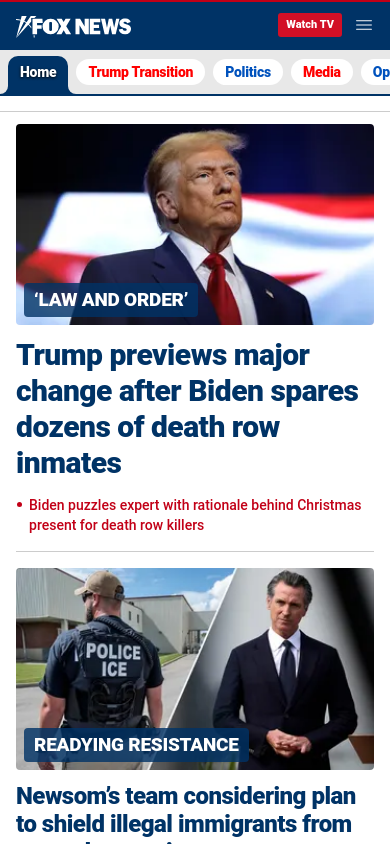 FOX NEWS
Watch TV
Home
Trump Transition
Politics
Media
Op
‘LAW AND ORDER’
Trump previews major
change after Biden spares
dozens of death row
inmates
• Biden puzzles expert with rationale behind Christmas
present for death row killers
POLICE
ICE
READYING RESISTANCE
Newsom’s team considering plan
to shield illegal immigrants from